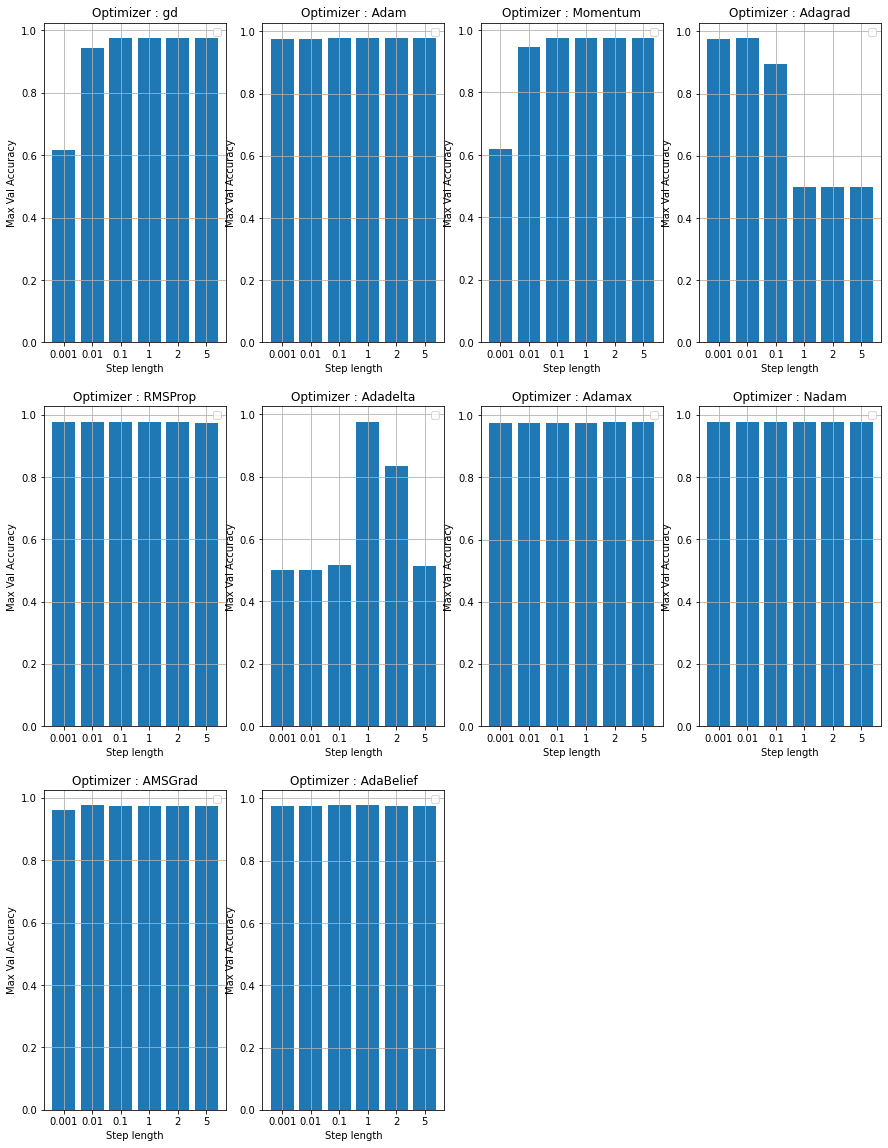 Optimizer : gd
Max Val Accuracy
1.0
0.8
0.6
0.4
0.2
0.0
0.001 0.01 0.1 1 2 5
Step length
Optimizer : Adam
Max Val Accuracy
1.0
0.8
0.6
0.4
0.2
0.0
0.001 0.01 0.1 1 2 5
Step length
Optimizer : Momentum
Max Val Accuracy
1.0
0.8
0.6
0.4
0.2
0.0
0.001 0.01 0.1 1 2 5
Step length
Optimizer : Adagrad
Max Val Accuracy
1.0
0.8
0.6
0.4
0.2
0.0
0.001 0.01 0.1 1 2 5
Step length
Optimizer : RMSProp
Max Val Accuracy
1.0
0.8
0.6
0.4
0.2
0.0
0.001 0.01 0.1 1 2 5
Step length
Optimizer : Adadelta
Max Val Accuracy
1.0
0.8
0.6
0.4
0.2
0.0
0.001 0.01 0.1 1 2 5
Step length
Optimizer : Adamax
Max Val Accuracy
1.0
0.8
0.6
0.4
0.2
0.0
0.001 0.01 0.1 1 2 5
Step length
Optimizer : Nadam
Max Val Accuracy
1.0
0.8
0.6
0.4
0.2
0.0
0.001 0.01 0.1 1 2 5
Step length
Optimizer : AMSGrad
Max Val Accuracy
1.0
0.8
0.6
0.4
0.2
0.0
0.001 0.01 0.1 1 2 5
Step length
Optimizer : AdaBelief
Max Val Accuracy
1.0
0.8
0.6
0.4
0.2
0.0
0.001 0.01 0.1 1 2 5
Step length